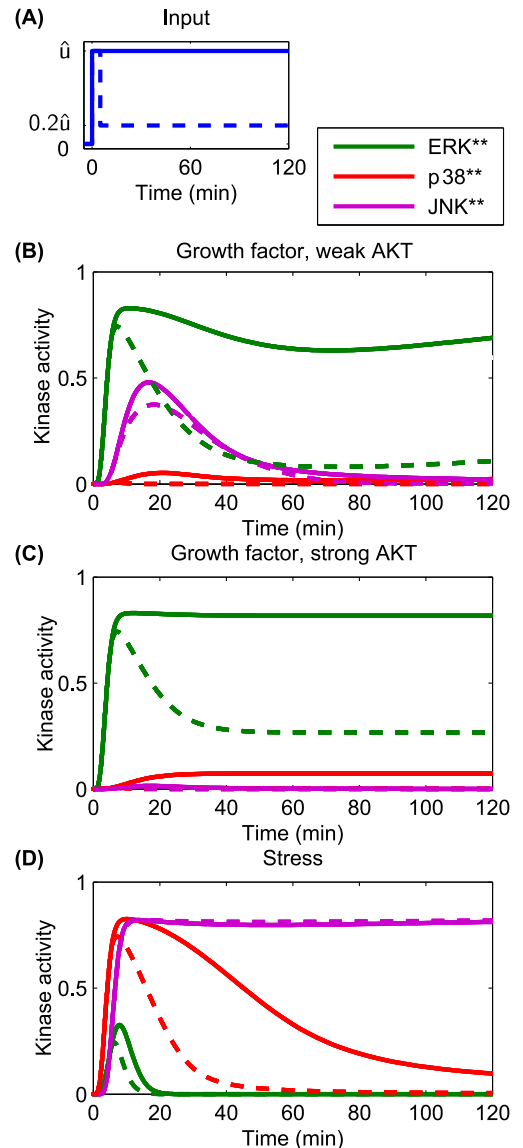 (A)
Input
û
0.2û
0
0
60
120
Time (min)
ERK**
p38**
JNK**
(B)
Growth factor, weak AKT
1
0.5
0
Kinase activity
0 20 40 60 80 100 120
Time (min)
(C)
Growth factor, strong AKT
1
0.5
0
Kinase activity
0 20 40 60 80 100 120
Time (min)
(D)
Stress
1
0.5
0
Kinase activity
0 20 40 60 80 100 120
Time (min)